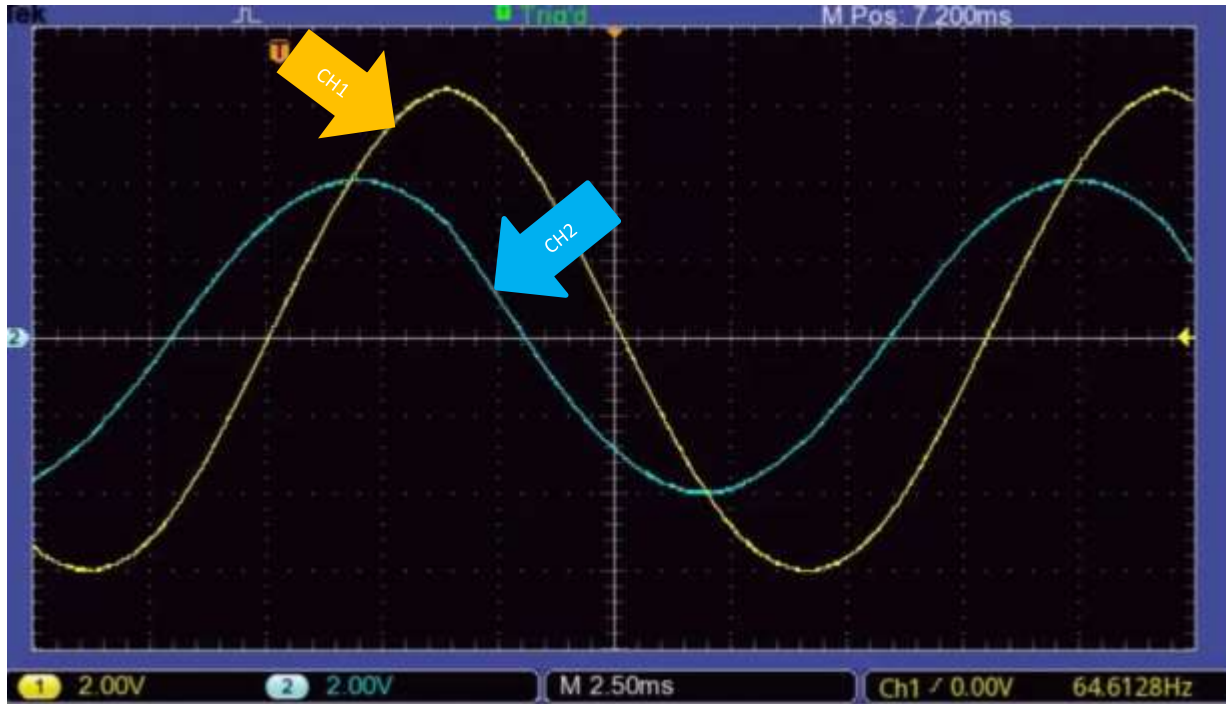 Tek Trig'd M Pos: 7.200ms
T
CH1
CH2
2
1 2.00V 2 2.00V M 2.50ms Ch1 0.00V 64.6128Hz